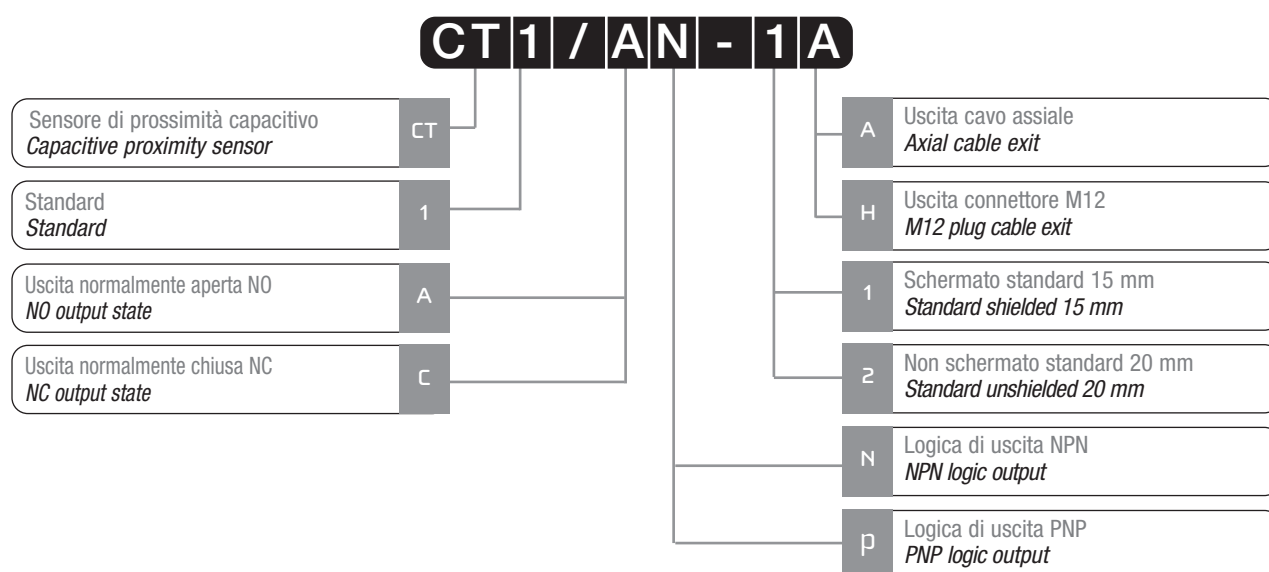 CT1/AN-1A
Sensore di prossimità capacitivo
Capacitive proximity sensor
CT
Standard
Standard
1
Uscita normalmente aperta NO
NO output state
A
Uscita normalmente chiusa NC
NC output state
C
A
Uscita cavo assiale
Axial cable exit
H
Uscita connettore M12
M12 plug cable exit
1
Schermato standard 15 mm
Standard shielded 15 mm
2
Non schermato standard 20 mm
Standard unshielded 20 mm
N
Logica di uscita NPN
NPN logic output
p
Logica di uscita PNP
PNP logic output